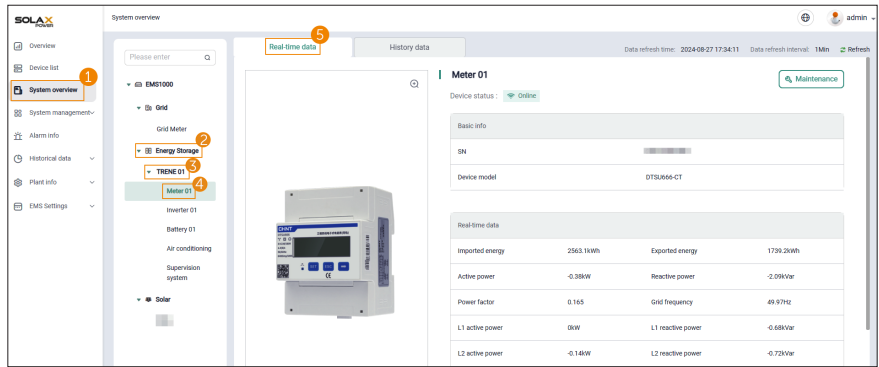 SOLAX
POWER
System overview
admin
Overview
Device list
1
System overview
System management
Alarm info
Historical data
Plant info
EMS Settings
Please enter
EMS1000
Grid
Grid Meter
2
Energy Storage
3
TRENE 01
4
Meter 01
Inverter 01
Battery 01
Air conditioning
Supervision
system
Solar
5
Real-time data
History data
Data refresh time: 2024-08-27 17:34:11 Data refresh interval: 1Min Refresh
CHNT
Meter 01
Maintenance
Device status : Online
Basic info
SN
Device model DTSU666-CT
Real-time data
Imported energy 2563.1kWh Exported energy 1739.2kWh
Active power -0.38kW Reactive power -2.09kVar
Power factor 0.165 Grid frequency 49.97Hz
L1 active power 0kW L1 reactive power -0.68kVar
L2 active power -0.14kW L2 reactive power -0.72kVar